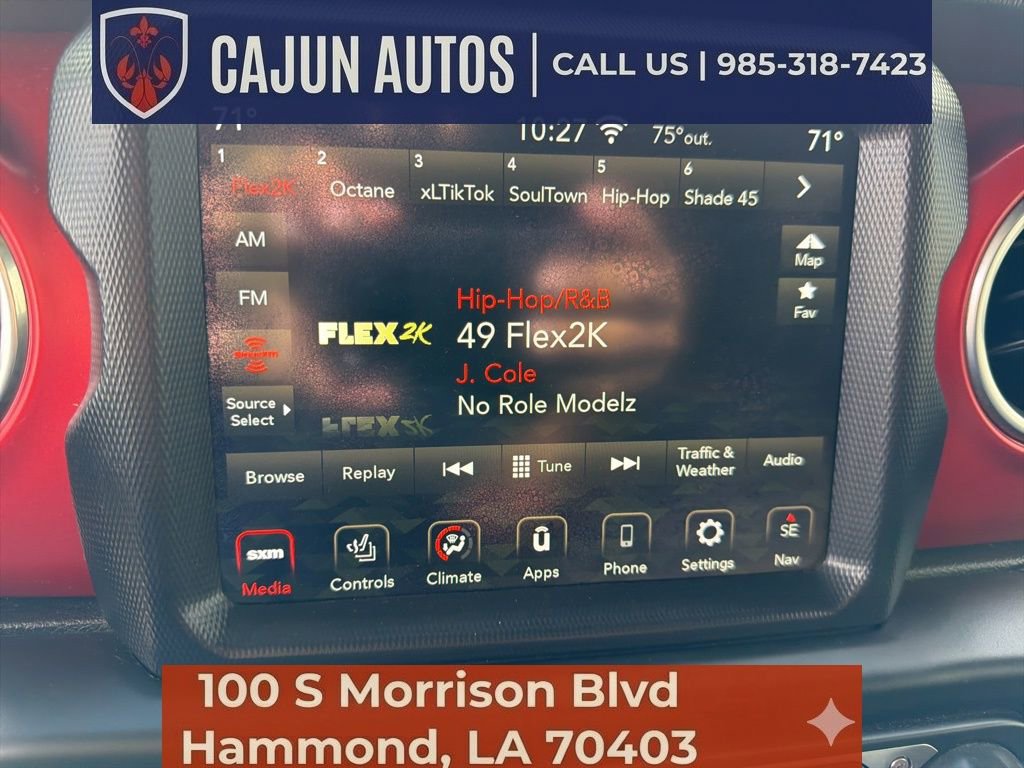 CAJUN AUTOS | CALL US | 985-318-7423
71° 10:27 75°out. 71°
1 2 3 4 5 6
Flex2K Octane xLTikTok SoulTown Hip-Hop Shade 45
AM
Map
FM
Fav
Hip-Hop/R&B
FLEX2K 49 Flex2K
siriusxm
J. Cole
No Role Modelz
Source
Select
FLEX2K
Browse Replay Tune Traffic &
Weather Audio
sxm
Media Controls Climate Apps Phone Settings
SE
Nav
100 S Morrison Blvd
Hammond, LA 70403